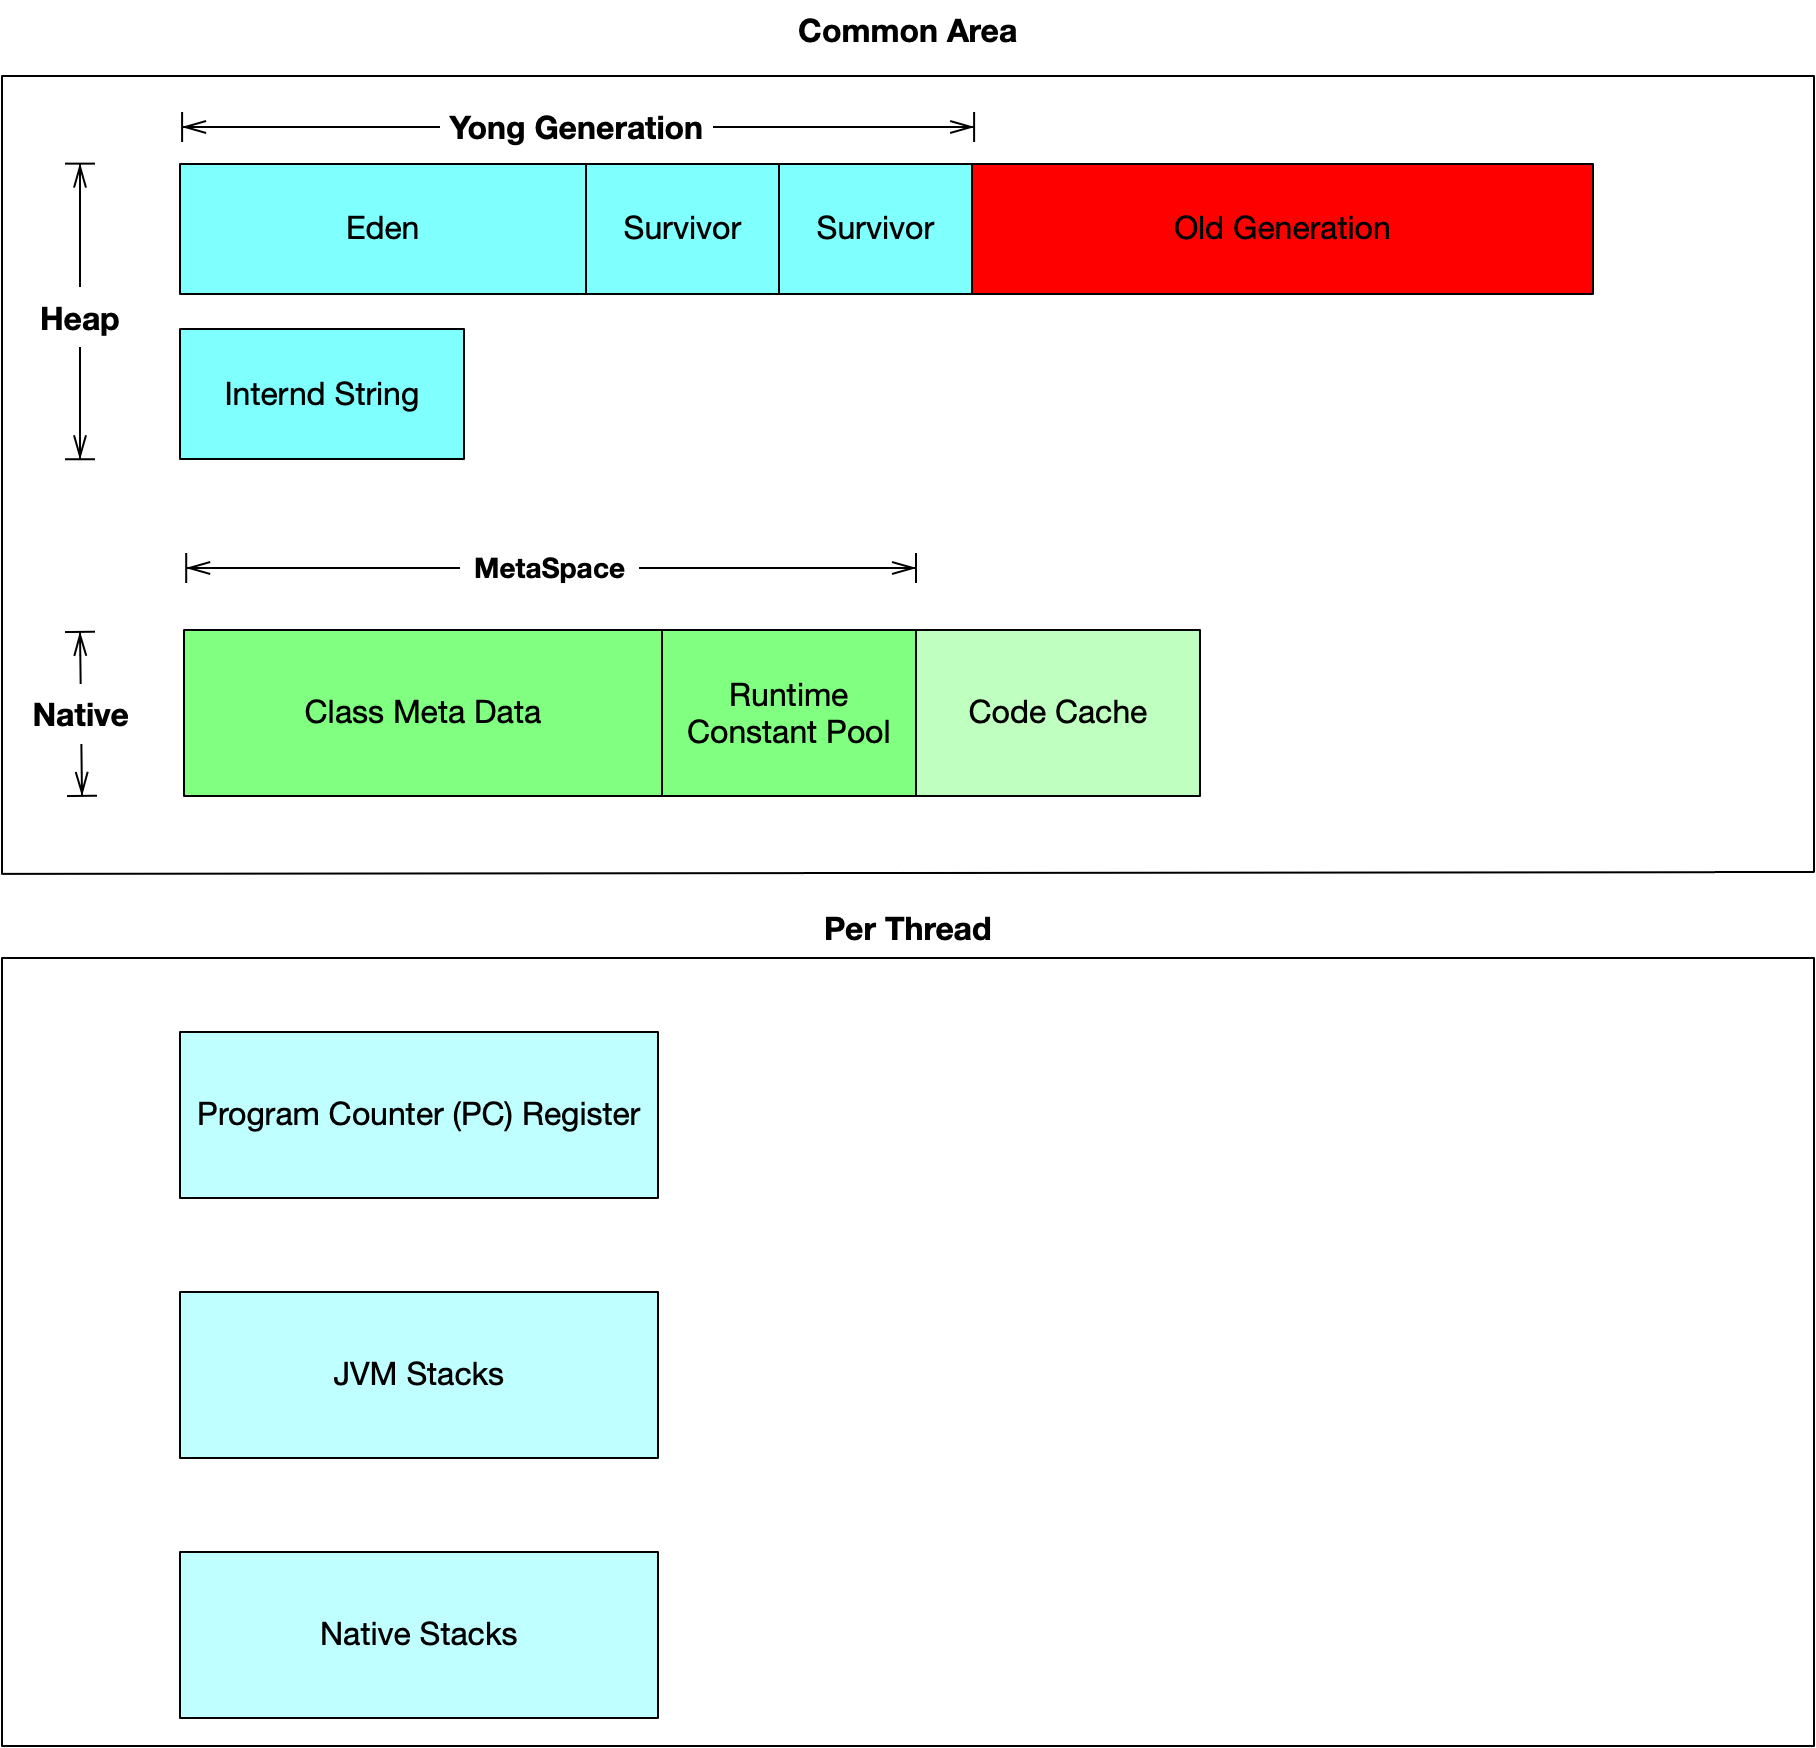 Common Area
Yong Generation
Eden
Survivor
Survivor
Old Generation
Heap
Internd String
MetaSpace
Native
Class Meta Data
Runtime
Constant Pool
Code Cache
Per Thread
Program Counter (PC) Register
JVM Stacks
Native Stacks